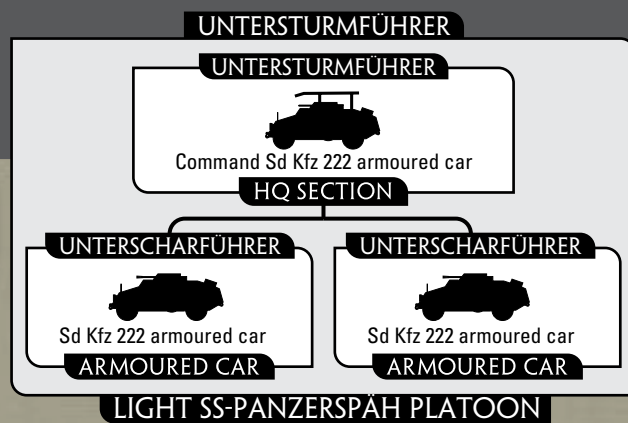 UNTERSTURMFÜHRER
UNTERSTURMFÜHRER
Command Sd Kfz 222 armoured car
HQ SECTION
UNTERSCHARFÜHRER
Sd Kfz 222 armoured car
ARMOURED CAR
UNTERSCHARFÜHRER
Sd Kfz 222 armoured car
ARMOURED CAR
LIGHT SS-PANZERSPÄH PLATOON